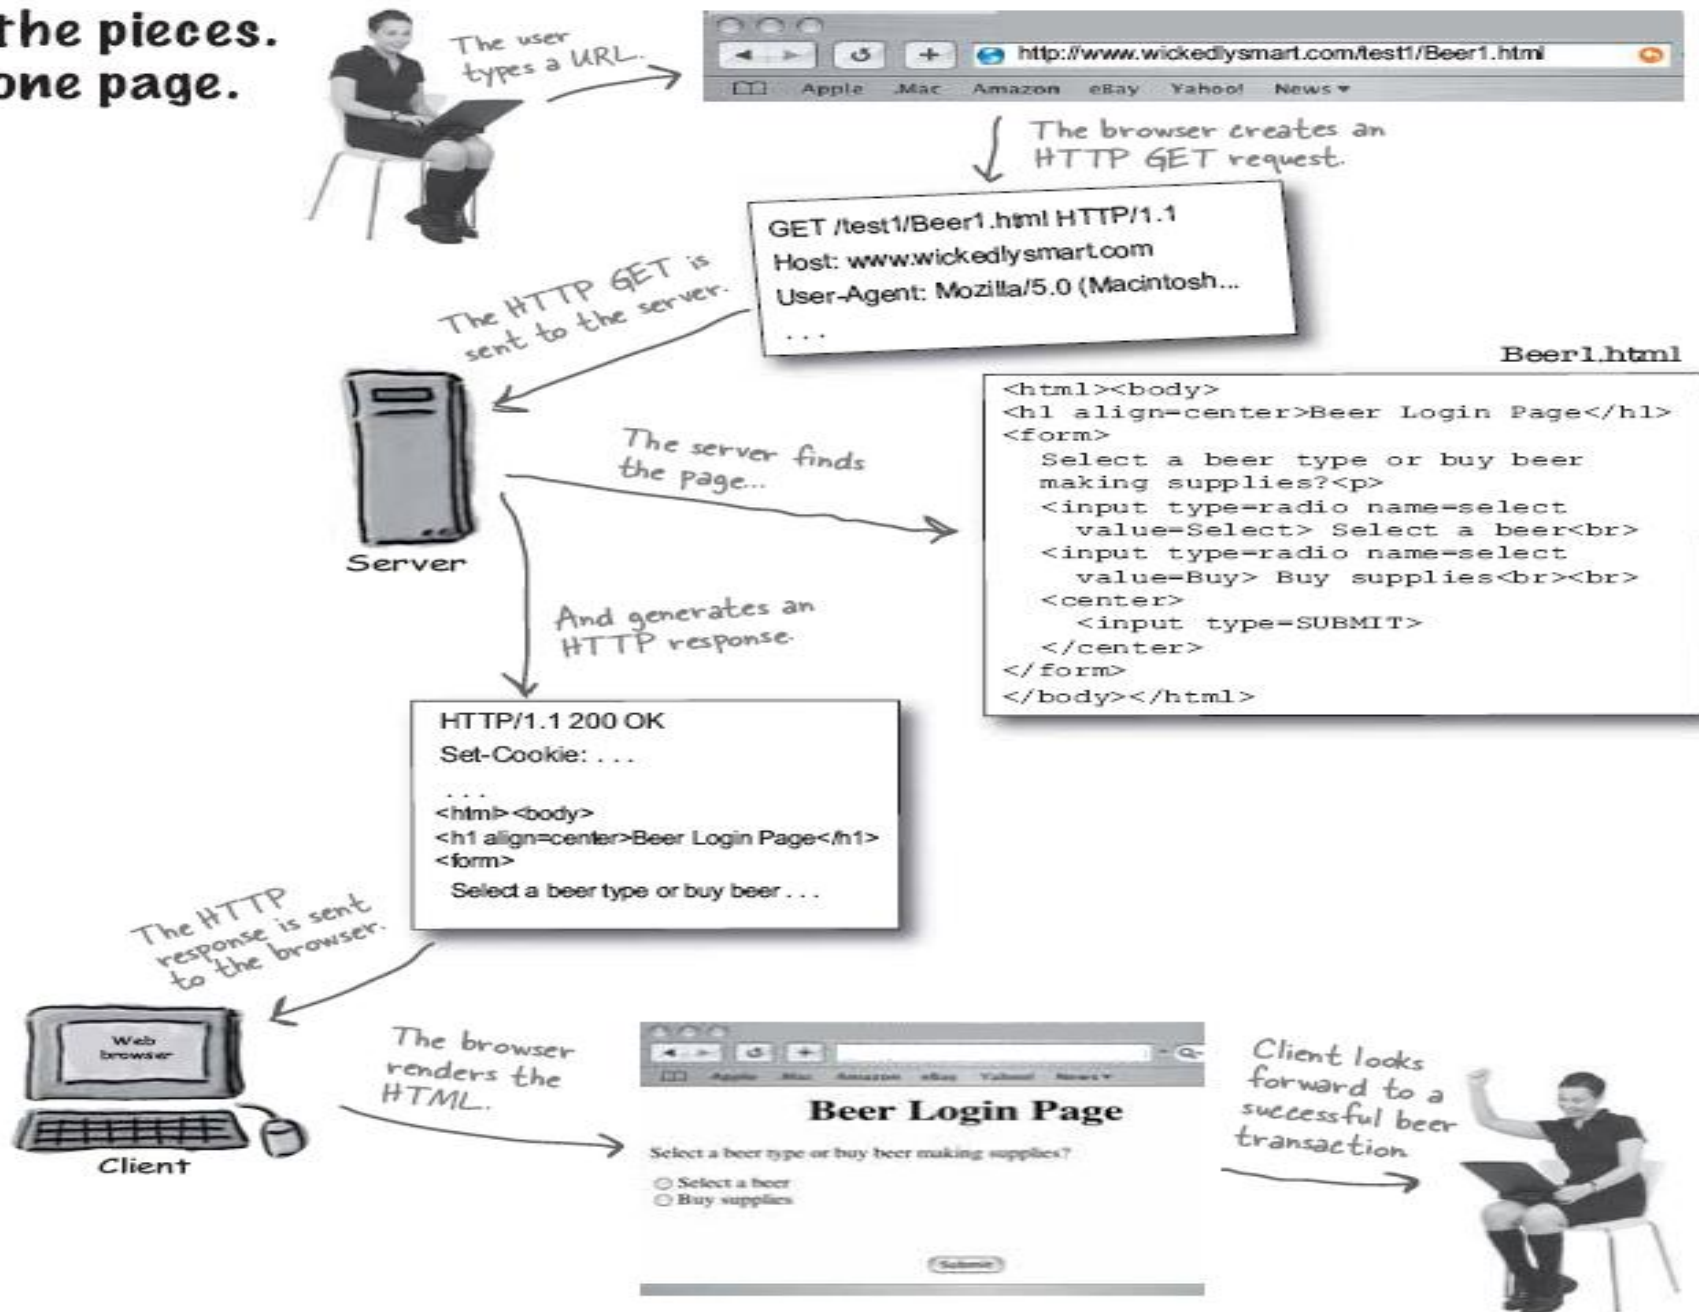 the pieces.
one page.
The user
types a URL.
http://www.wickedlysmart.com/test1/Beer1.html
Apple .Mac Amazon eBay Yahoo! News ▾
The browser creates an
HTTP GET request.
GET /test1/Beer1.html HTTP/1.1
Host: www.wickedlysmart.com
User-Agent: Mozilla/5.0 (Macintosh...
. . .
The HTTP GET is
sent to the server.
Server
The server finds
the page...
Beer1.html
<html><body>
<h1 align=center>Beer Login Page</h1>
<form>
Select a beer type or buy beer
making supplies?<p>
<input type=radio name=select
value=Select> Select a beer<br>
<input type=radio name=select
value=Buy> Buy supplies<br><br>
<center>
<input type=SUBMIT>
</center>
</form>
</body></html>
And generates an
HTTP response.
HTTP/1.1 200 OK
Set-Cookie: . . .
. . .
<html><body>
<h1 align=center>Beer Login Page</h1>
<form>
Select a beer type or buy beer . . .
The HTTP
response is sent
to the browser.
Web
browser
Client
The browser
renders the
HTML.
Apple .Mac Amazon eBay Yahoo! News ▾
Beer Login Page
Select a beer type or buy beer making supplies?
Select a beer
Buy supplies
Submit
Client looks
forward to a
successful beer
transaction